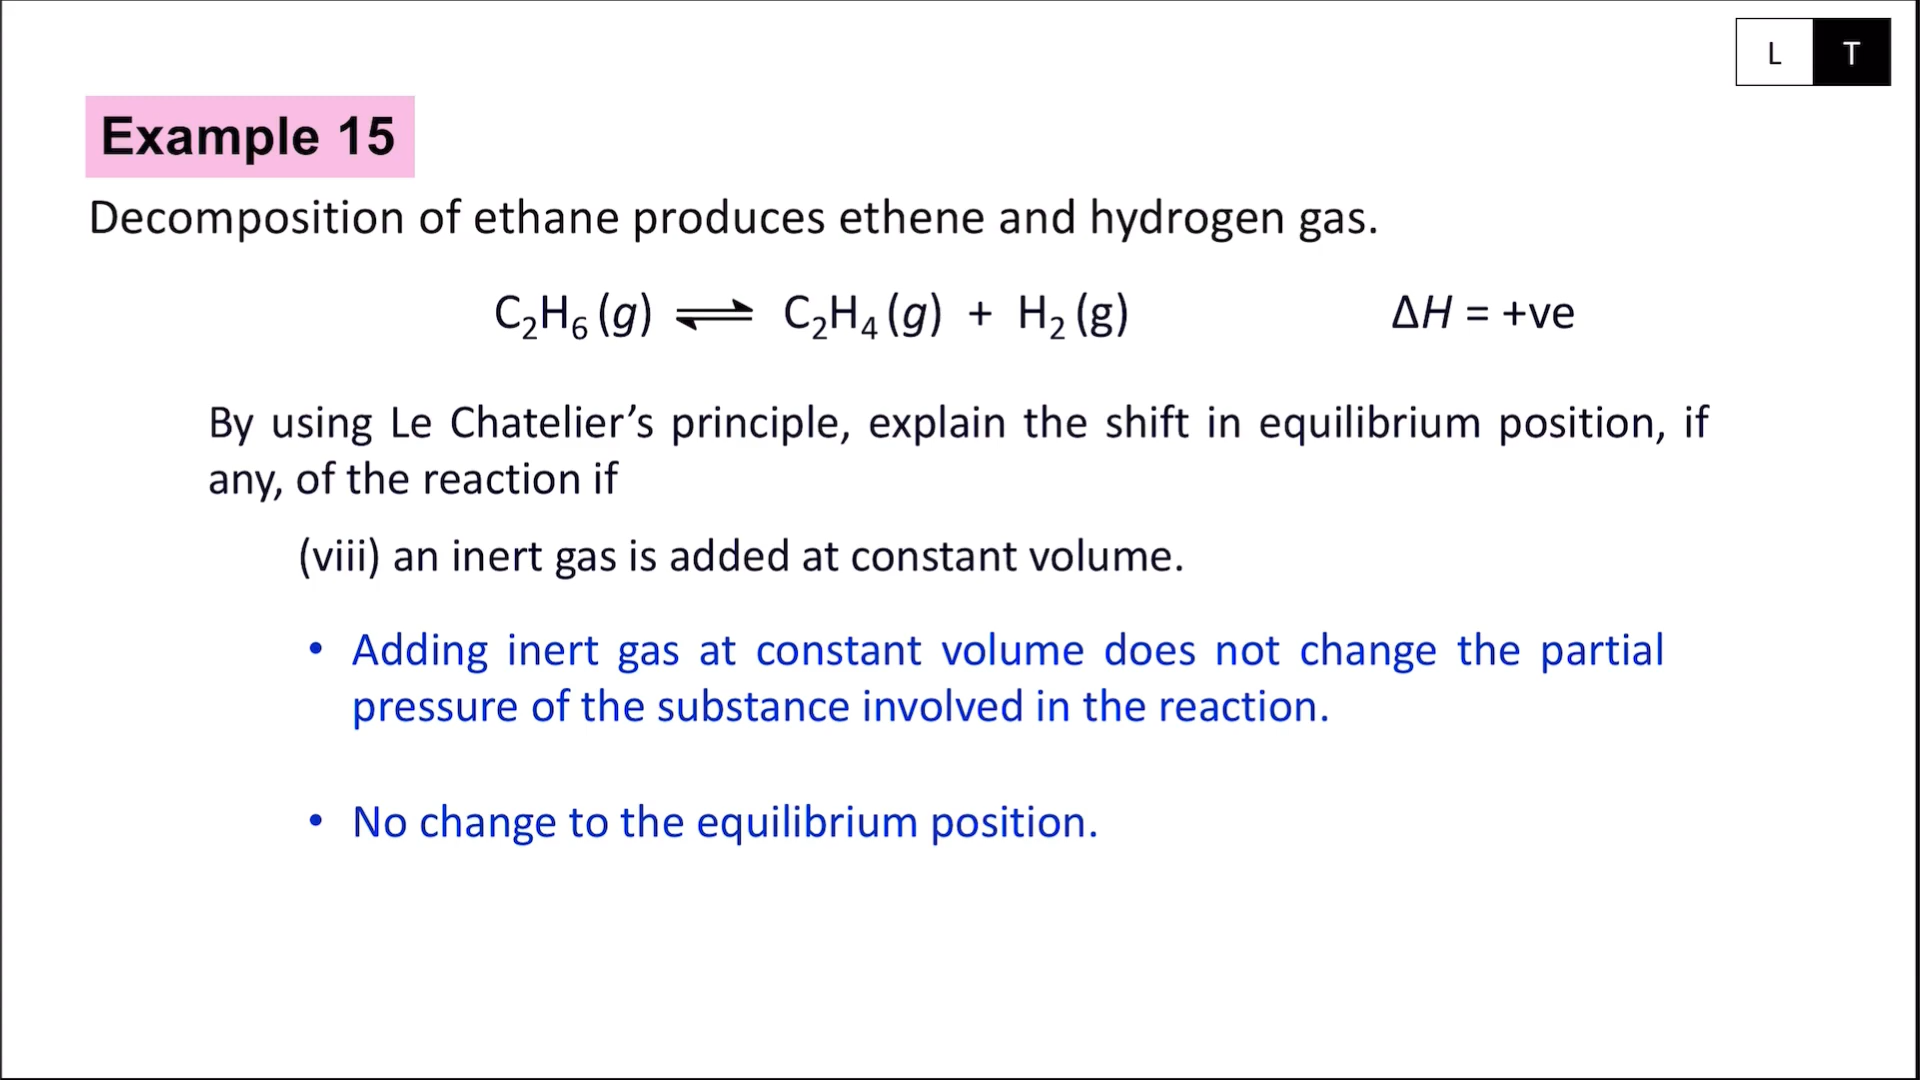 L T
Example 15
Decomposition of ethane produces ethene and hydrogen gas.
C₂H₆ (g) ⇌ C₂H₄ (g) + H₂ (g) ΔH = +ve
By using Le Chatelier’s principle, explain the shift in equilibrium position, if
any, of the reaction if
(viii) an inert gas is added at constant volume.
• Adding inert gas at constant volume does not change the partial
pressure of the substance involved in the reaction.
• No change to the equilibrium position.